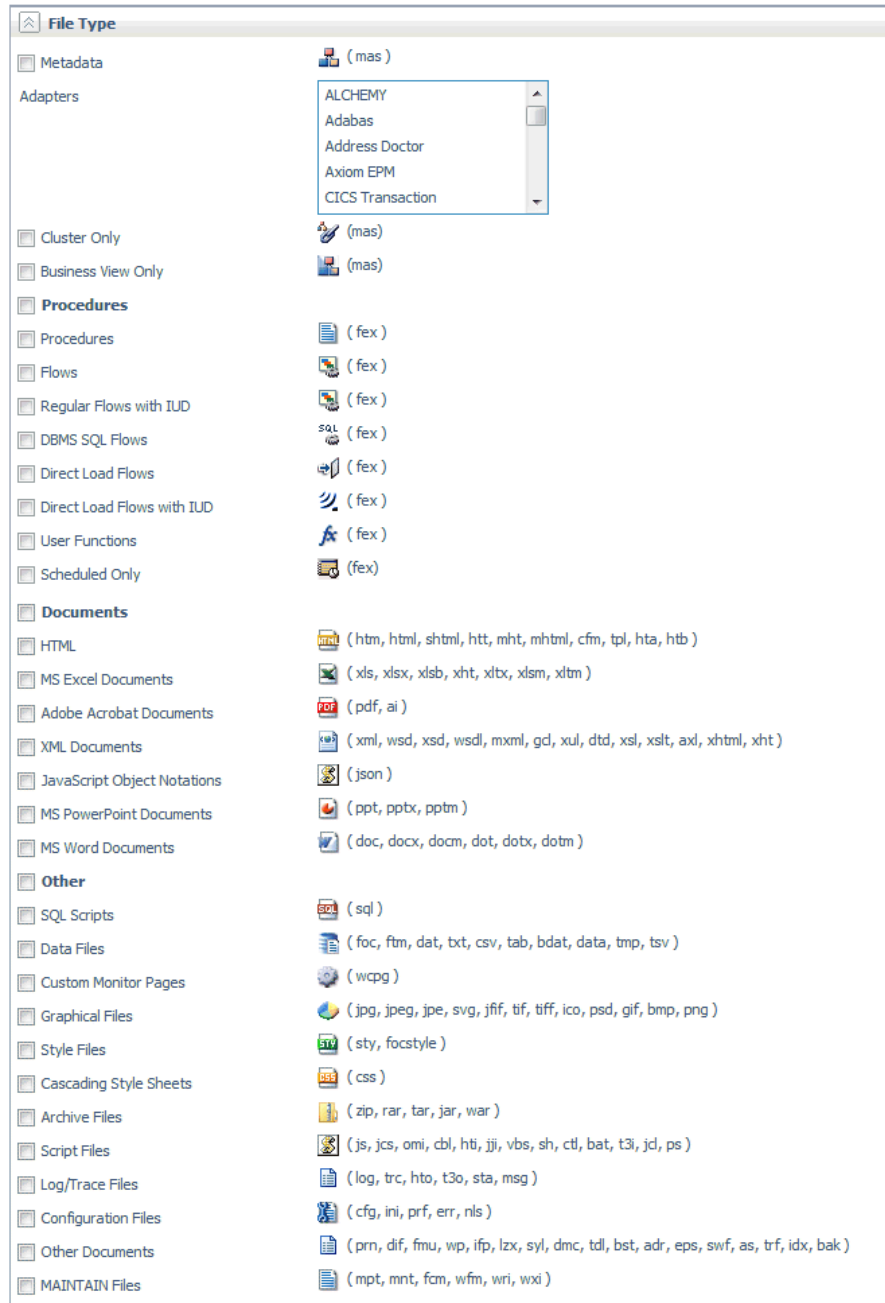 File Type
Metadata ( mas )
Adapters
ALCHEMY
Adabas
Address Doctor
Axiom EPM
CICS Transaction
Cluster Only (mas)
Business View Only (mas)
Procedures
Procedures ( fex )
Flows ( fex )
Regular Flows with IUD ( fex )
DBMS SQL Flows SQL ( fex )
Direct Load Flows ( fex )
Direct Load Flows with IUD ( fex )
User Functions fx ( fex )
Scheduled Only (fex)
Documents
HTML HTML ( htm, html, shtml, htt, mht, mhtml, cfm, tpl, hta, htb )
MS Excel Documents ( xls, xlsx, xlsb, xht, xltx, xlsm, xltm )
Adobe Acrobat Documents PDF ( pdf, ai )
XML Documents ( xml, wsd, xsd, wsdl, mxml, gcl, xul, dtd, xsl, xslt, axl, xhtml, xht )
JavaScript Object Notations ( json )
MS PowerPoint Documents ( ppt, pptx, pptm )
MS Word Documents ( doc, docx, docm, dot, dotx, dotm )
Other
SQL Scripts SQL ( sql )
Data Files ( foc, ftm, dat, txt, csv, tab, bdat, data, tmp, tsv )
Custom Monitor Pages ( wcpg )
Graphical Files ( jpg, jpeg, jpe, svg, jfif, tif, tiff, ico, psd, gif, bmp, png )
Style Files STY ( sty, focstyle )
Cascading Style Sheets CSS ( css )
Archive Files ( zip, rar, tar, jar, war )
Script Files ( js, jcs, omi, cbl, hti, jji, vbs, sh, ctl, bat, t3i, jcl, ps )
Log/Trace Files ( log, trc, hto, t3o, sta, msg )
Configuration Files ( cfg, ini, prf, err, nls )
Other Documents ( prn, dif, fmu, wp, ifp, lzx, syl, dmc, tdl, bst, adr, eps, swf, as, trf, idx, bak )
MAINTAIN Files ( mpt, mnt, fcm, wfm, wri, wxi )